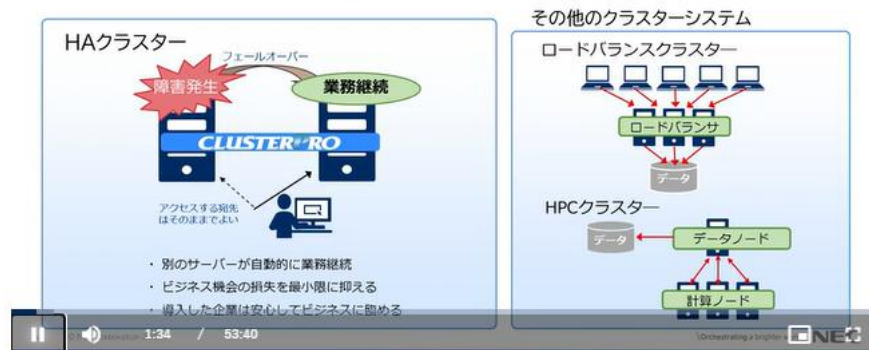 HAクラスター
フェールオーバー
障害発生
業務継続
CLUSTERPRO
アクセスする宛先
はそのままでよい
・ 別のサーバーが自動的に業務継続
・ ビジネス機会の損失を最小限に抑える
・ 導入した企業は安心してビジネスに臨める
その他のクラスターシステム
ロードバランスクラスター
ロードバランサ
データ
HPCクラスター
データ
データノード
計算ノード
1:34 / 53:40
\Orchestrating a brighter
NEC